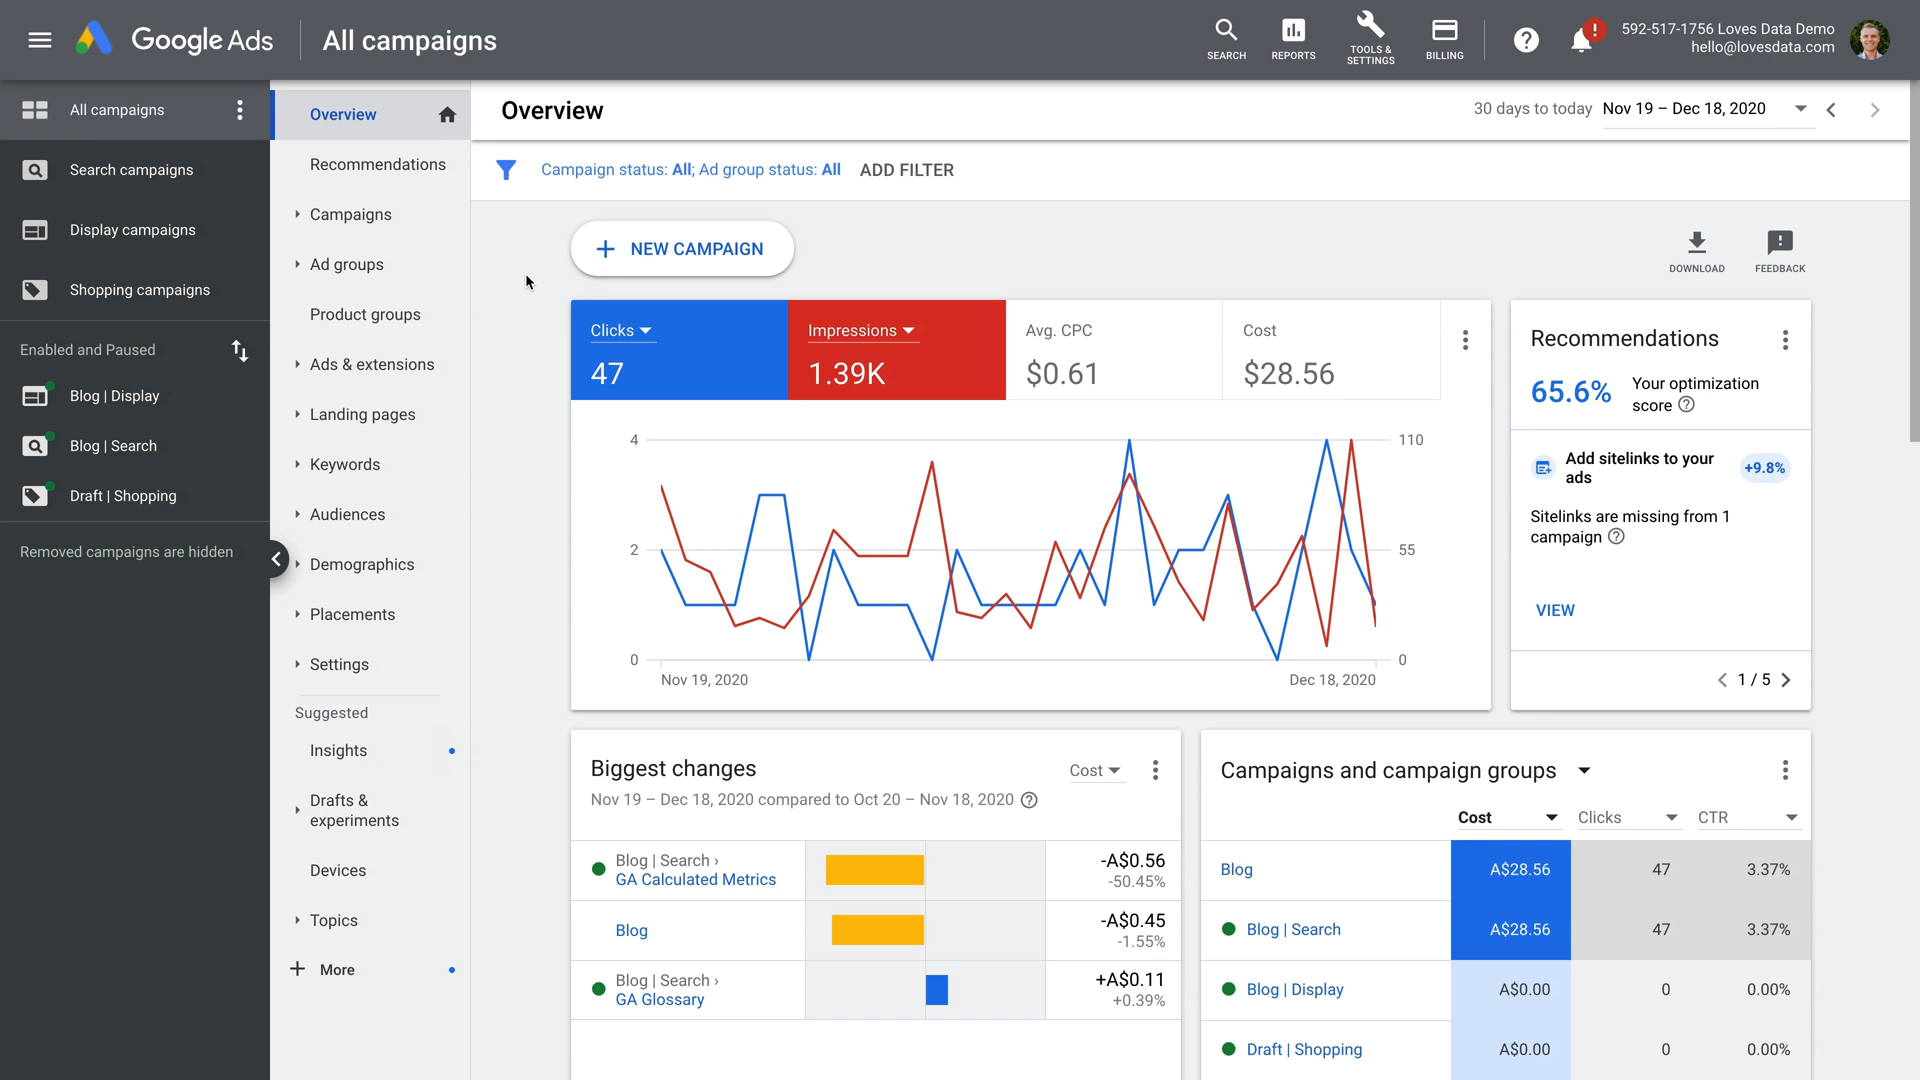 Google Ads
All campaigns
SEARCH
REPORTS
TOOLS &
SETTINGS
BILLING
592-517-1756 Loves Data Demo
hello@lovesdata.com
All campaigns
Search campaigns
Display campaigns
Shopping campaigns
Enabled and Paused
Blog | Display
Blog | Search
Draft | Shopping
Removed campaigns are hidden
Overview
Recommendations
Campaigns
Ad groups
Product groups
Ads & extensions
Landing pages
Keywords
Audiences
Demographics
Placements
Settings
Suggested
Insights
Drafts &
experiments
Devices
Topics
More
Overview
30 days to today Nov 19 – Dec 18, 2020
Campaign status: All; Ad group status: All ADD FILTER
NEW CAMPAIGN
DOWNLOAD
FEEDBACK
Clicks
47
Impressions
1.39K
Avg. CPC
$0.61
Cost
$28.56
4
2
0
110
55
0
Nov 19, 2020
Dec 18, 2020
Recommendations
65.6%
Your optimization
score
Add sitelinks to your
ads
+9.8%
Sitelinks are missing from 1
campaign
VIEW
1 / 5
Biggest changes
Cost
Nov 19 – Dec 18, 2020 compared to Oct 20 – Nov 18, 2020
Blog | Search ›
GA Calculated Metrics
-A$0.56
-50.45%
Blog
-A$0.45
-1.55%
Blog | Search ›
GA Glossary
+A$0.11
+0.39%
Campaigns and campaign groups
Cost Clicks CTR
Blog A$28.56 47 3.37%
Blog | Search A$28.56 47 3.37%
Blog | Display A$0.00 0 0.00%
Draft | Shopping A$0.00 0 0.00%